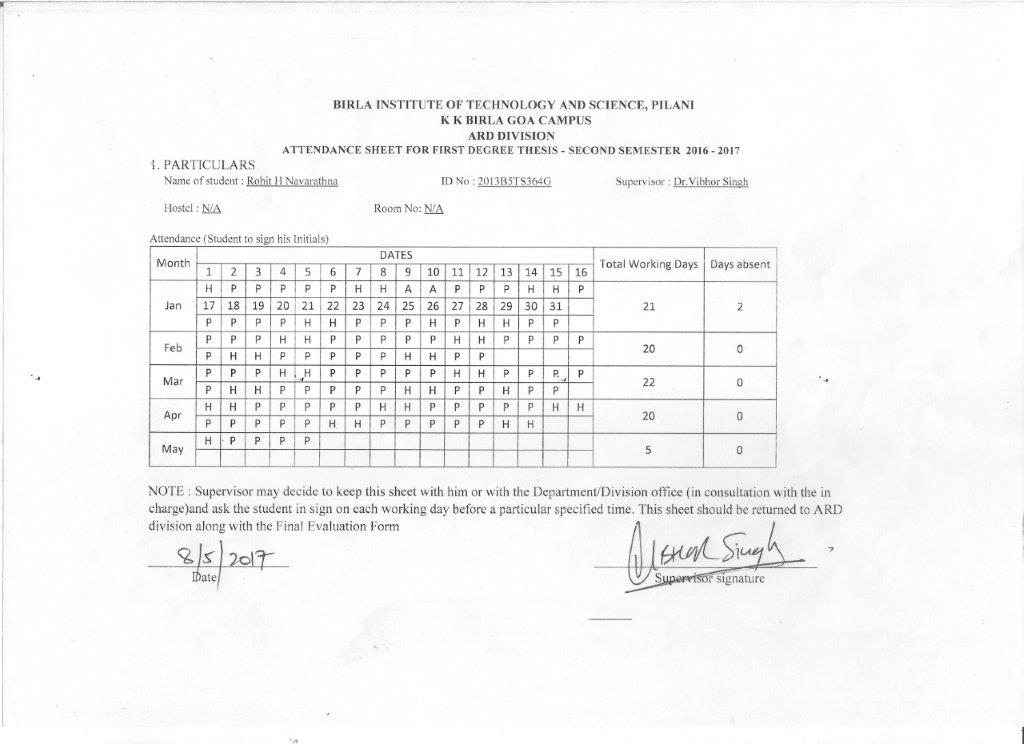 BIRLA INSTITUTE OF TECHNOLOGY AND SCIENCE, PILANI
K K BIRLA GOA CAMPUS
ARD DIVISION
ATTENDANCE SHEET FOR FIRST DEGREE THESIS - SECOND SEMESTER 2016 - 2017
1. PARTICULARS
Name of student : Rohit H Navarathna ID No : 2013B5TS364G Supervisor : Dr.Vibhor Singh
Hostel : N/A Room No: N/A
Attendance (Student to sign his Initials)
Month DATES Total Working Days Days absent
1 2 3 4 5 6 7 8 9 10 11 12 13 14 15 16
H P P P P P H H A A P P P H H P
Jan 17 18 19 20 21 22 23 24 25 26 27 28 29 30 31 21 2
P P P P H H P P P H P H H P P
Feb P P P H H P P P P P H H P P P P 20 0
P H H P P P P P H H P P
Mar P P P H H P P P P P H H P P P P 22 0
P H H P P P P P H H P P H P P
Apr H H P P P P P H H P P P P P H H 20 0
P P P P P H H P P P P P H H
May H P P P P 5 0
NOTE : Supervisor may decide to keep this sheet with him or with the Department/Division office (in consultation with the in
charge)and ask the student in sign on each working day before a particular specified time. This sheet should be returned to ARD
division along with the Final Evaluation Form
8/5/2017 Vibhor Singh
Date Supervisor signature